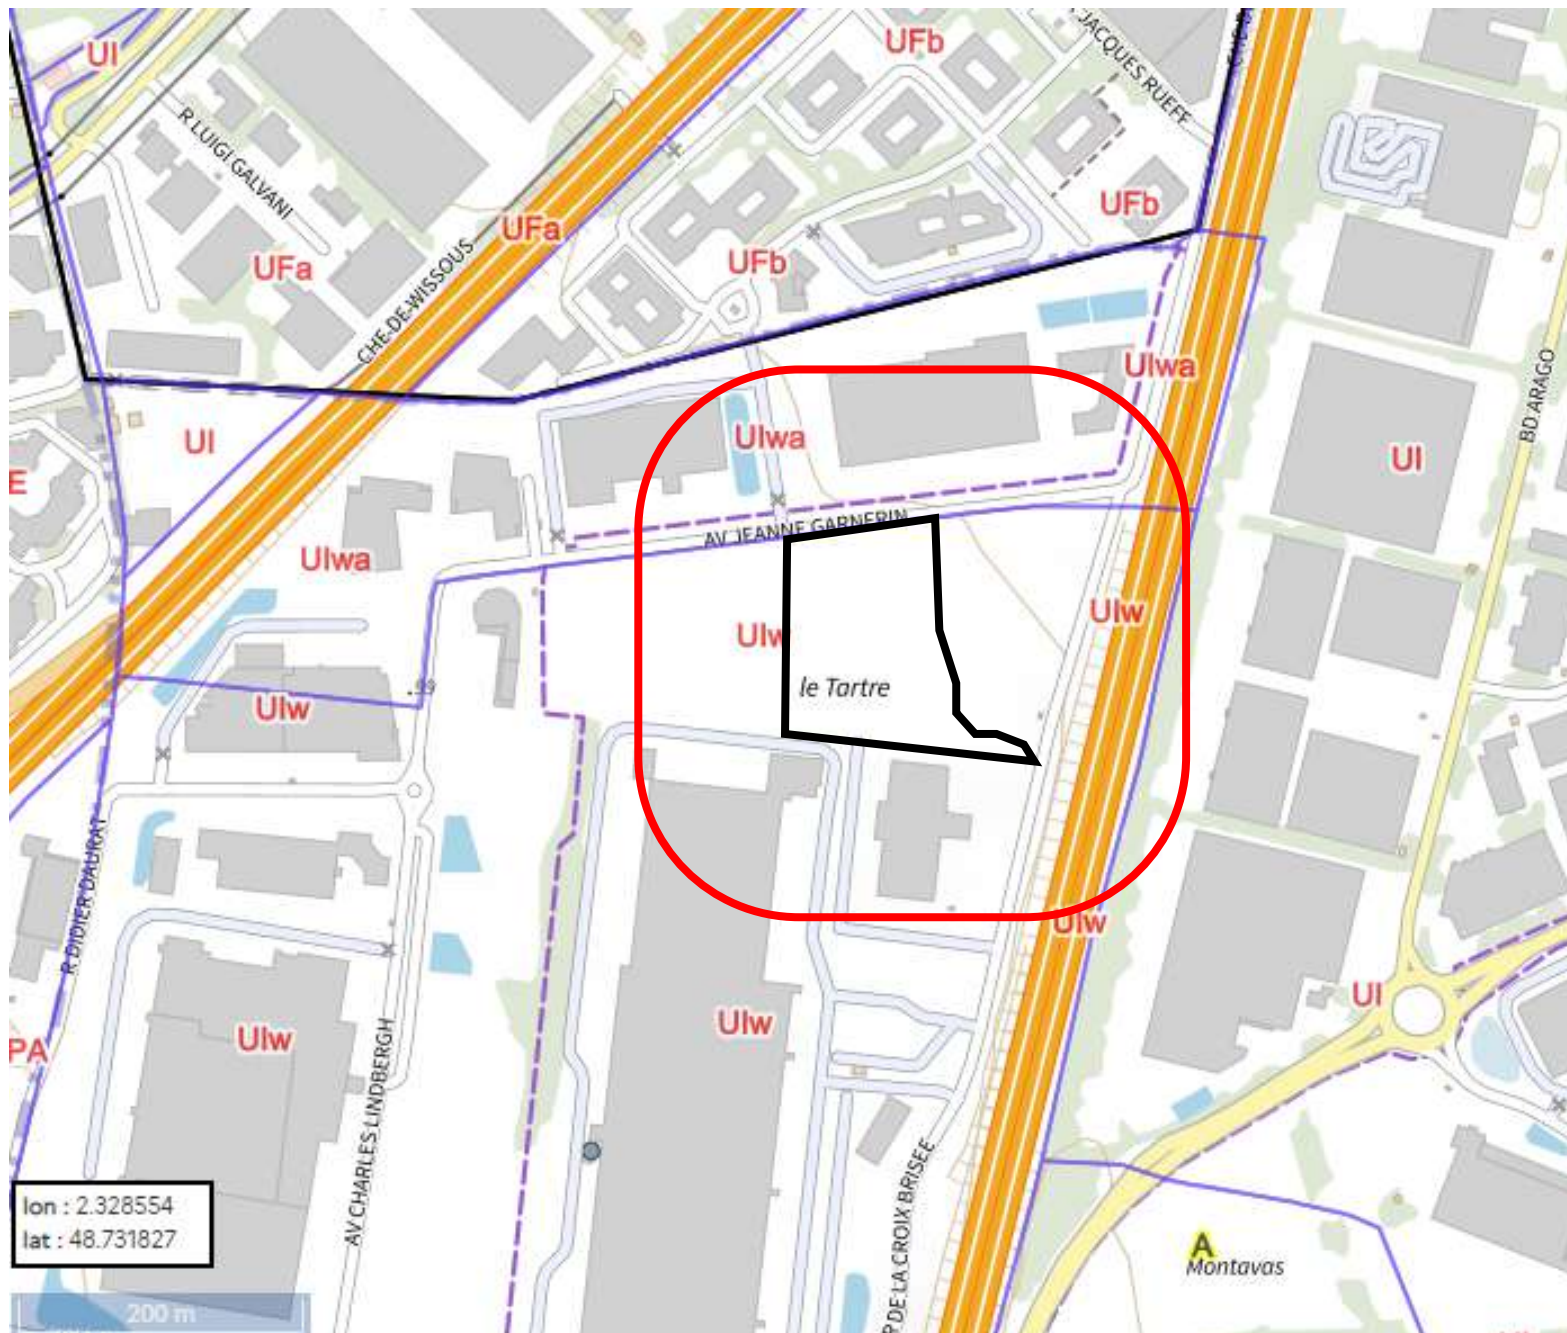 UI
UFb
R JACQUES RUEFF
R LUIGI GALVANI
UFa
UFb
UFa
UFb
CHE-DE-WISSOUS
UIwa
BD ARAGO
UI
UIwa
UI
E
AV JEANNE GARNERIN
UIwa
UIw
UIw
le Tartre
.99
UIw
R DIDIER DAURAT
UIw
UI
UIw
UIw
PA
AV CHARLES LINDBERGH
R DE LA CROIX BRISEE
lon : 2.328554
lat : 48.731827
A
Montavas
200 m